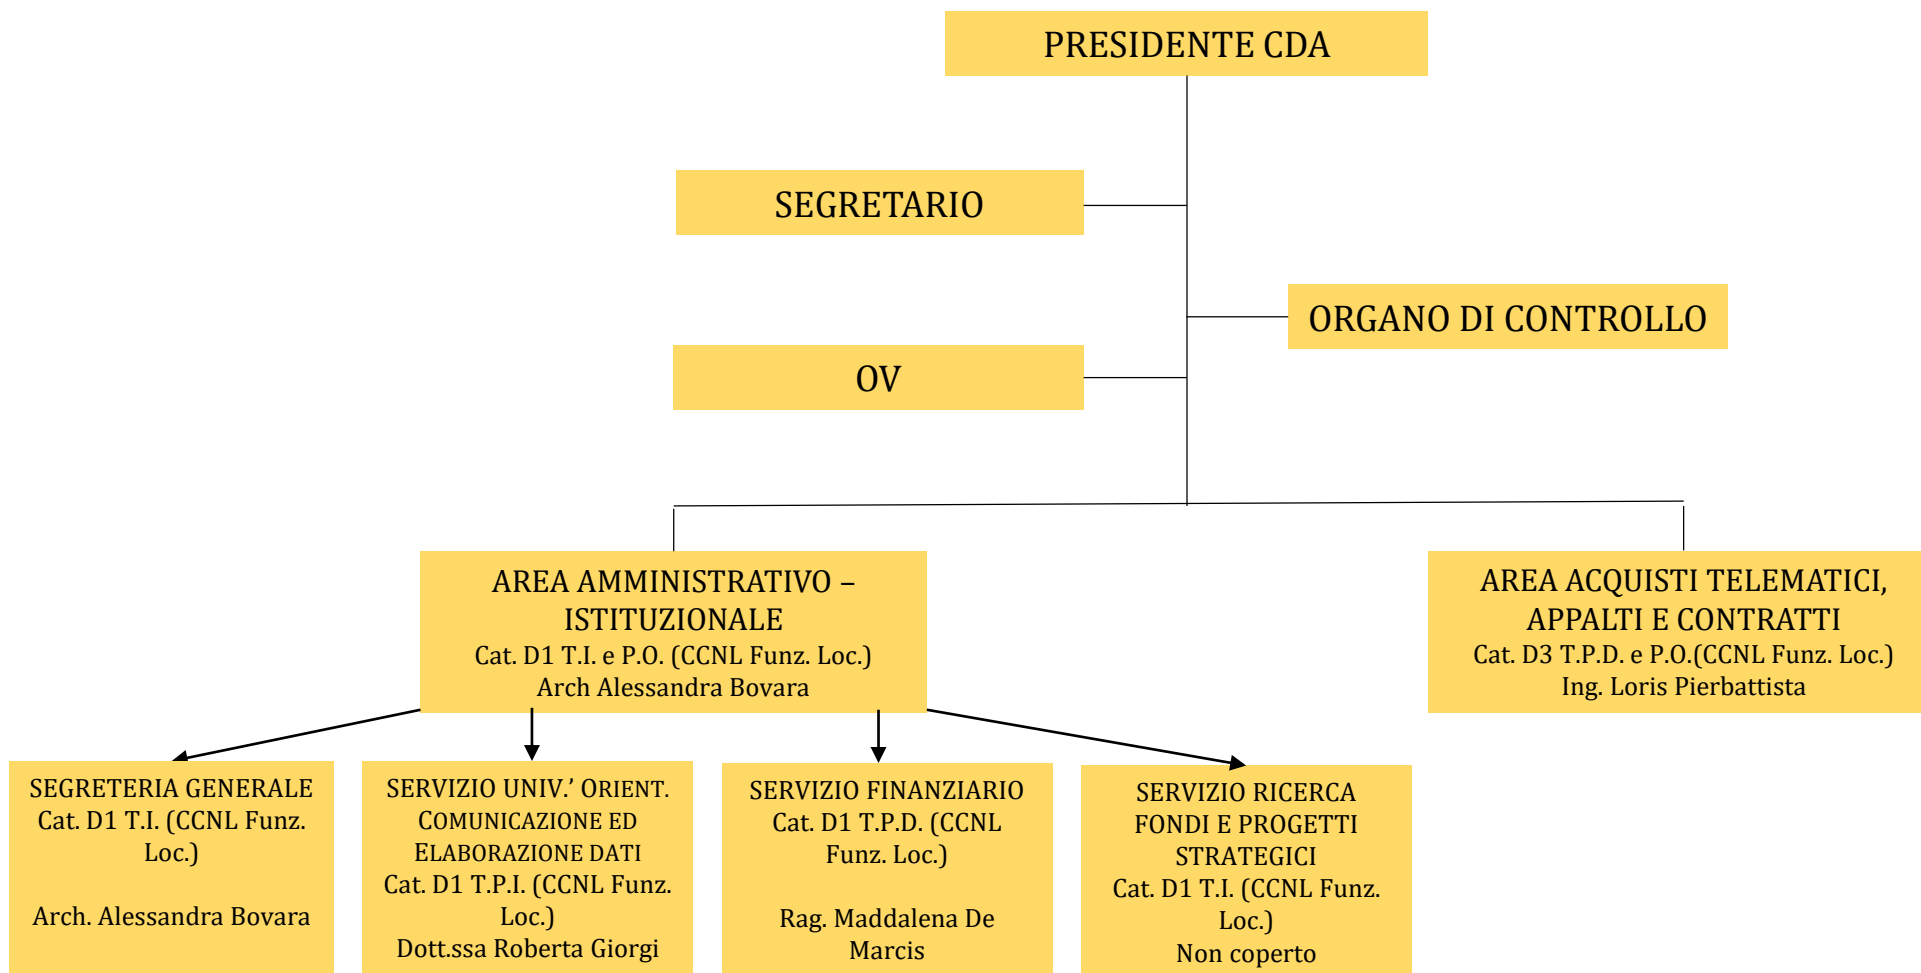 PRESIDENTE CDA
SEGRETARIO
ORGANO DI CONTROLLO
OV
AREA AMMINISTRATIVO –
ISTITUZIONALE
Cat. D1 T.I. e P.O. (CCNL Funz. Loc.)
Arch Alessandra Bovara
AREA ACQUISTI TELEMATICI,
APPALTI E CONTRATTI
Cat. D3 T.P.D. e P.O.(CCNL Funz. Loc.)
Ing. Loris Pierbattista
SEGRETERIA GENERALE
Cat. D1 T.I. (CCNL Funz.
Loc.)
Arch. Alessandra Bovara
SERVIZIO UNIV.’ ORIENT.
COMUNICAZIONE ED
ELABORAZIONE DATI
Cat. D1 T.P.I. (CCNL Funz.
Loc.)
Dott.ssa Roberta Giorgi
SERVIZIO FINANZIARIO
Cat. D1 T.P.D. (CCNL
Funz. Loc.)
Rag. Maddalena De
Marcis
SERVIZIO RICERCA
FONDI E PROGETTI
STRATEGICI
Cat. D1 T.I. (CCNL Funz.
Loc.)
Non coperto